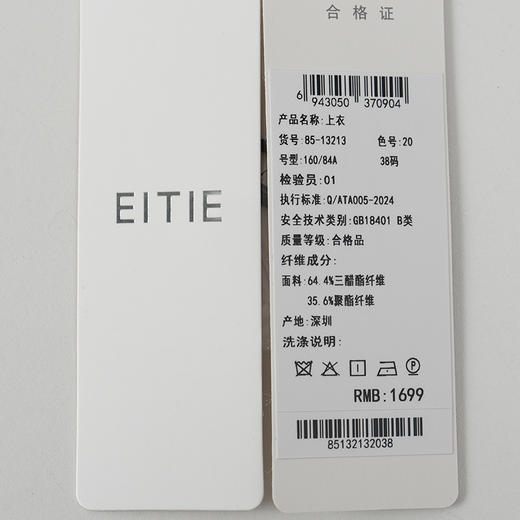 EITIE
合格证
6 943050 370904
产品名称:上衣
货号:85-13213 色号:20
号型:160/84A 38码
检验员:01
执行标准:Q/ATA005-2024
安全技术类别:GB18401 B类
质量等级:合格品
纤维成分:
面料:64.4%三醋酯纤维
35.6%聚酯纤维
产地:深圳
洗涤说明:
RMB:1699
85132132038